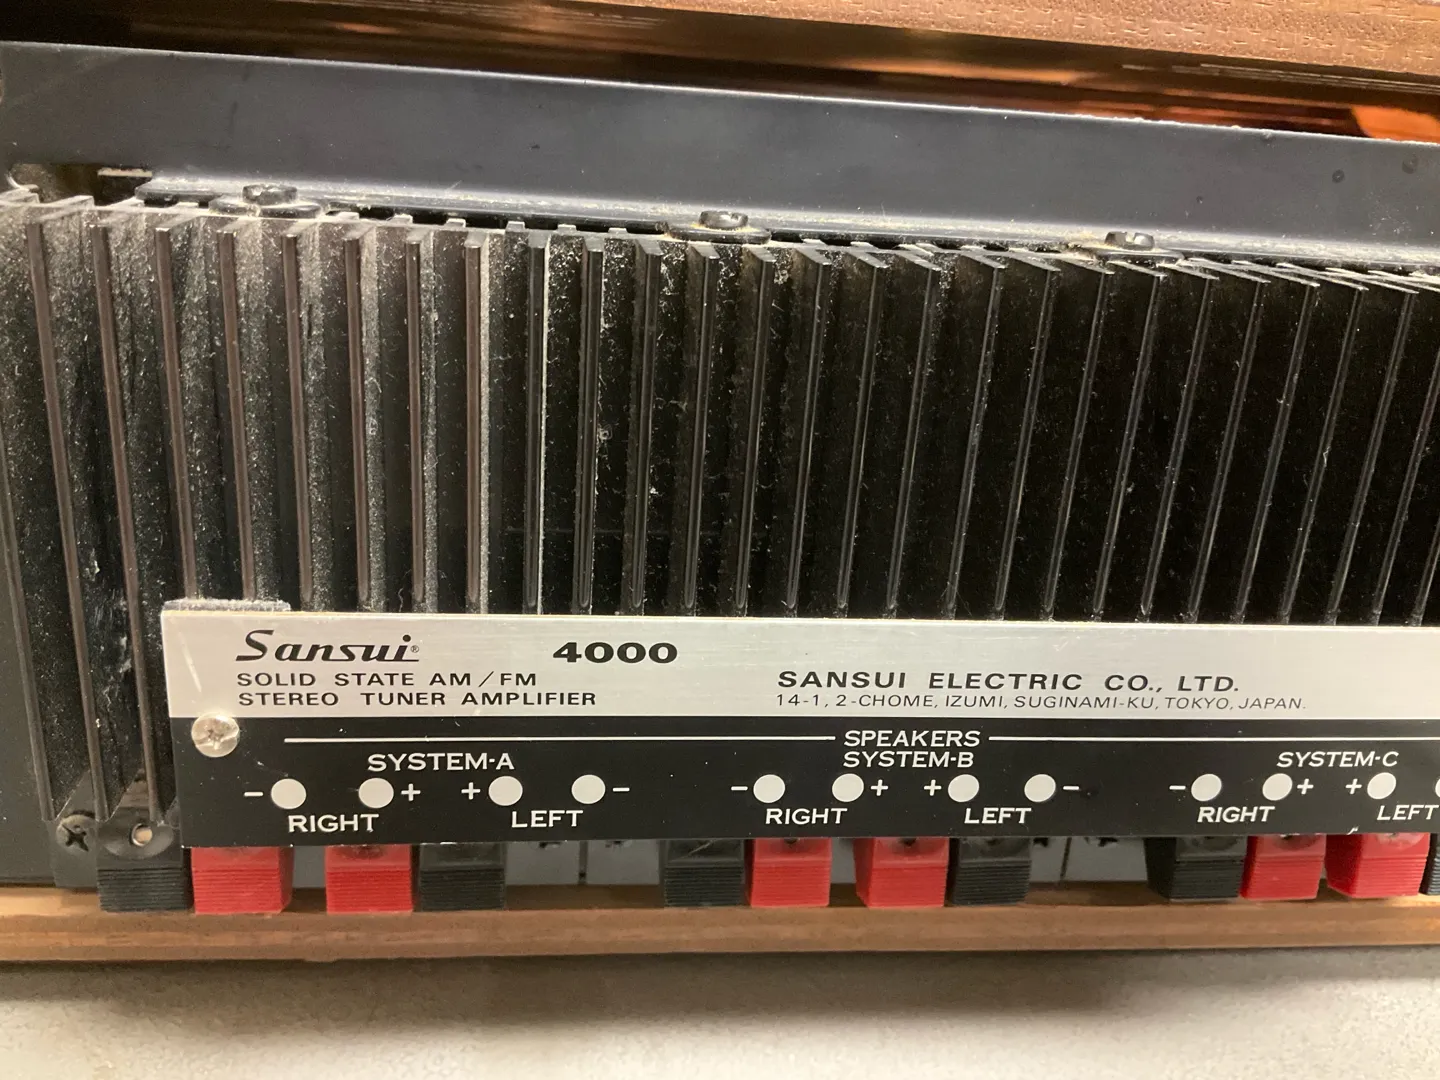 Sansui® 4000
SOLID STATE AM/FM
STEREO TUNER AMPLIFIER
SANSUI ELECTRIC CO., LTD.
14-1, 2-CHOME, IZUMI, SUGINAMI-KU, TOKYO, JAPAN.
SPEAKERS
SYSTEM-A
- + + -
RIGHT LEFT
SYSTEM-B
- + + -
RIGHT LEFT
SYSTEM-C
- + +
RIGHT LEFT